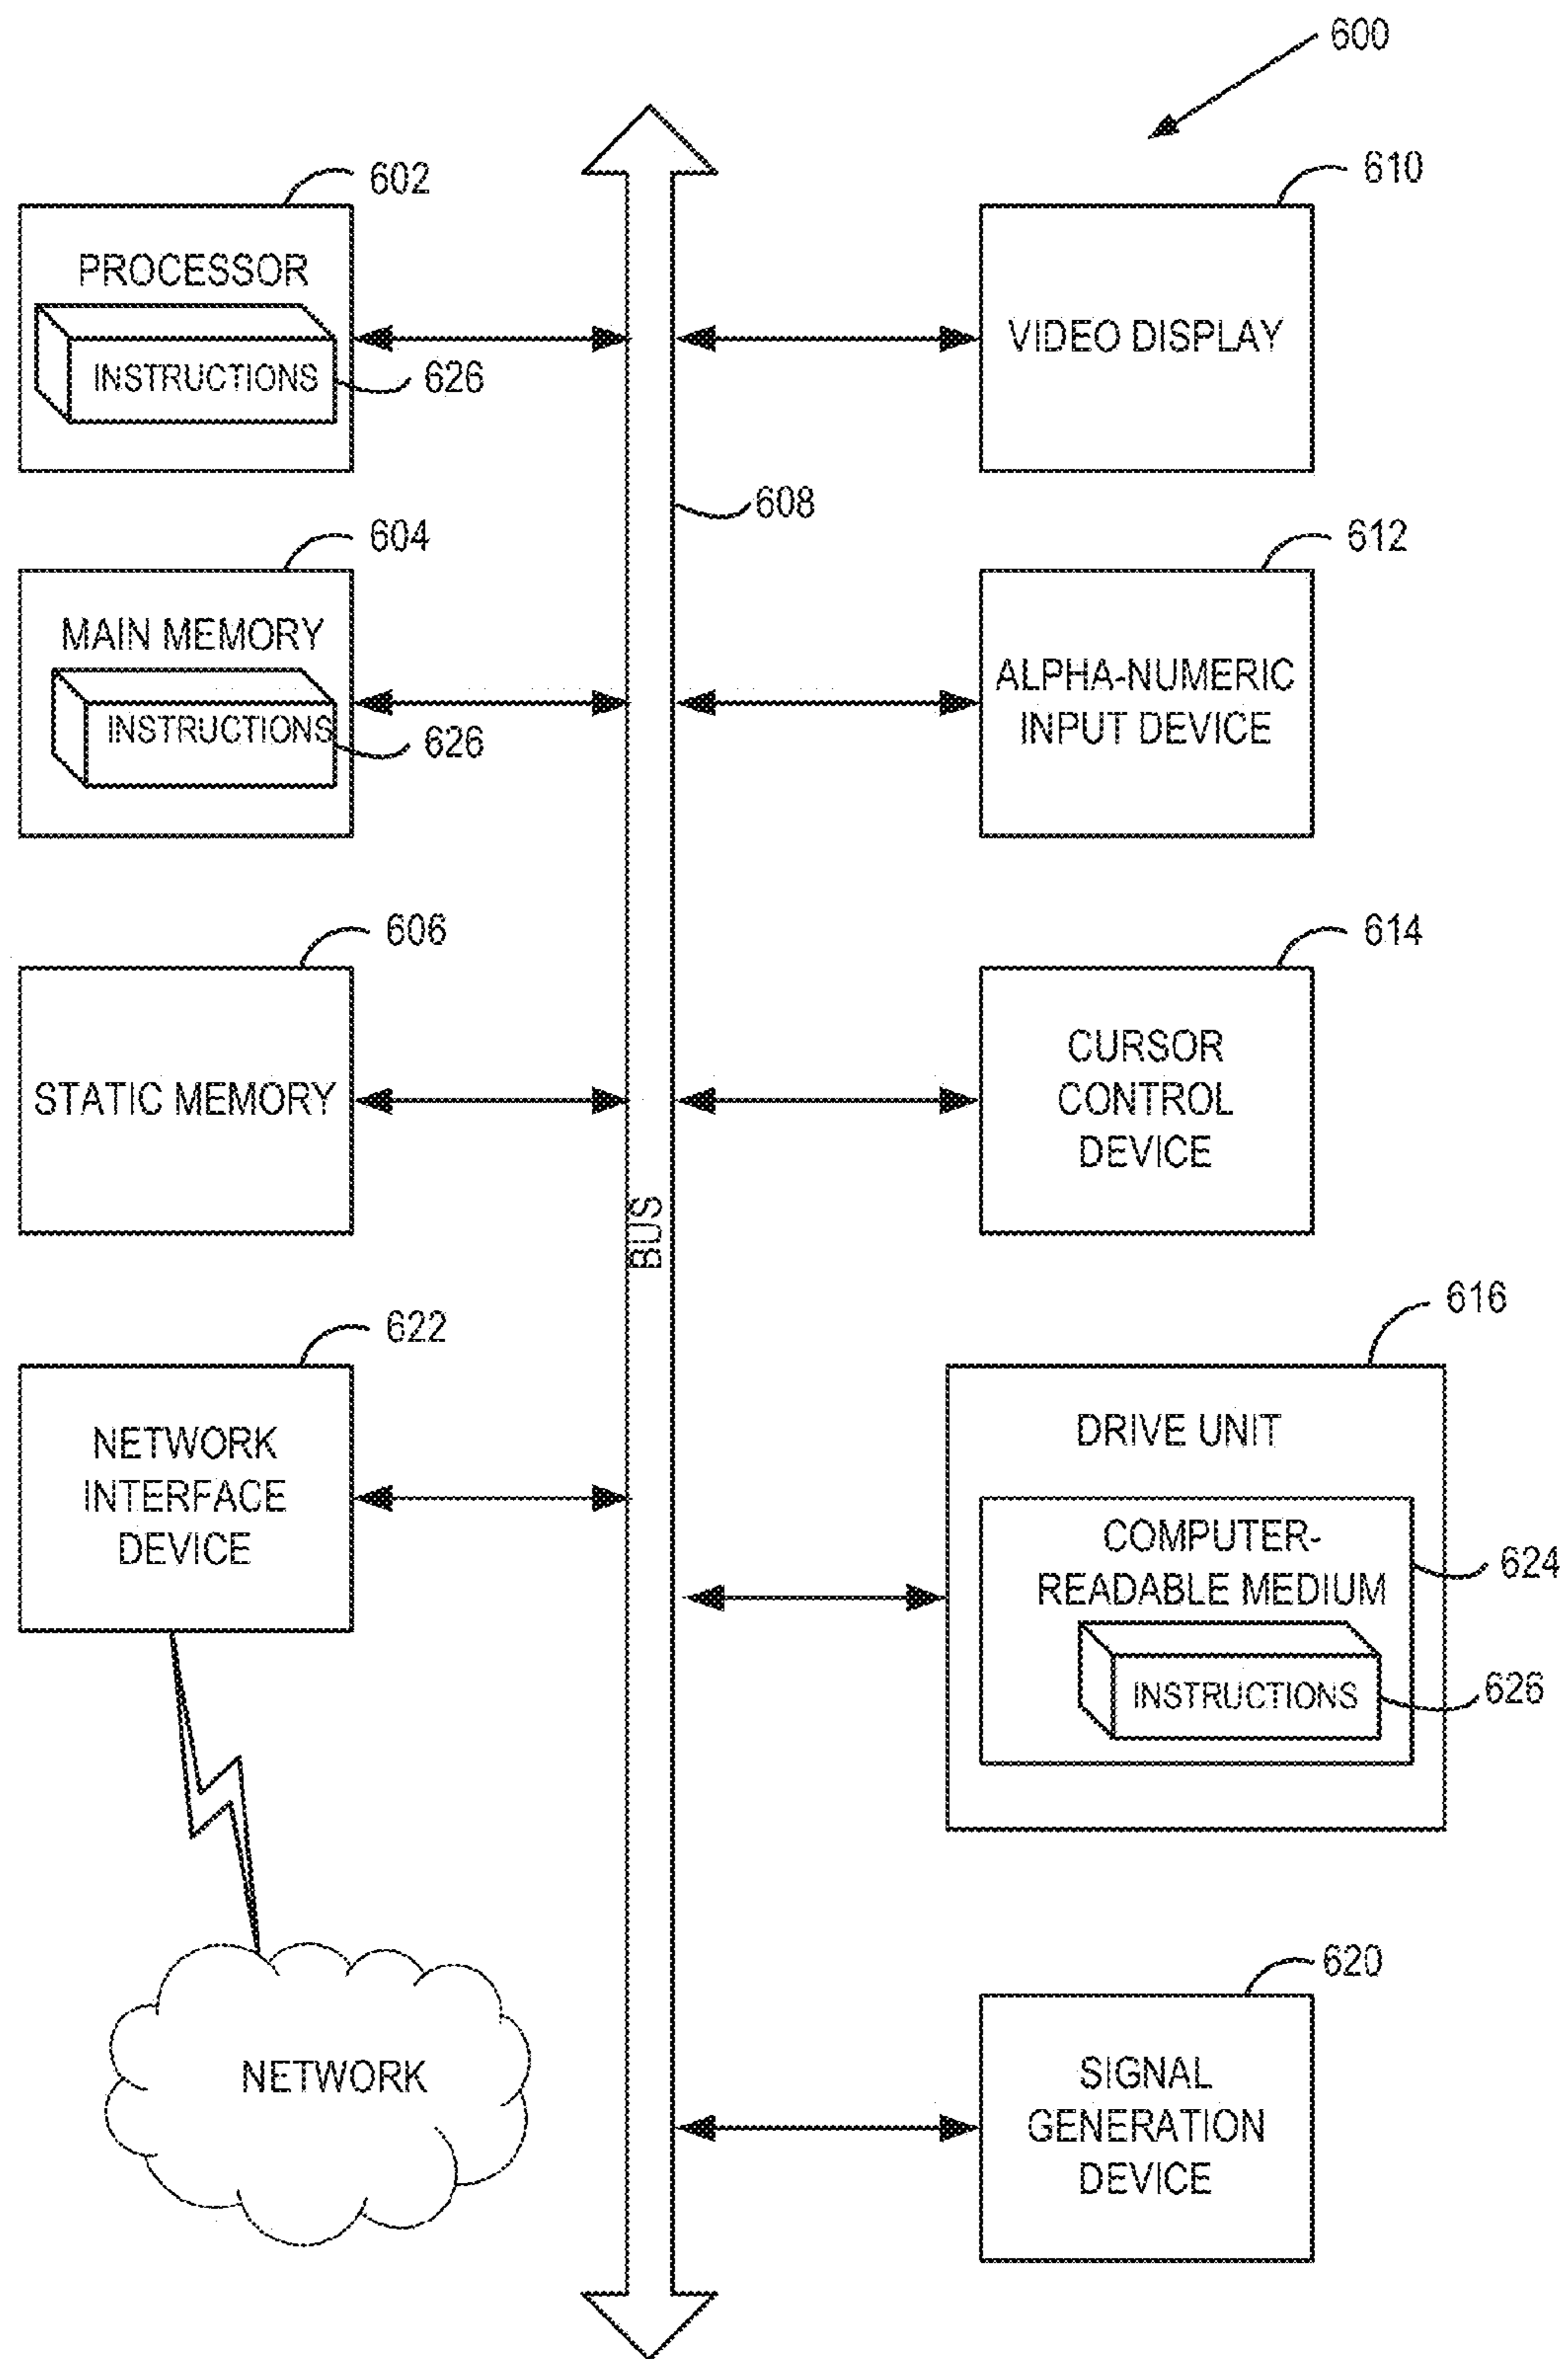 600
602
PROCESSOR
INSTRUCTIONS
626
610
VIDEO DISPLAY
608
604
MAIN MEMORY
INSTRUCTIONS
626
612
ALPHA-NUMERIC
INPUT DEVICE
606
STATIC MEMORY
614
CURSOR
CONTROL
DEVICE
BUS
622
NETWORK
INTERFACE
DEVICE
616
DRIVE UNIT
COMPUTER-
READABLE MEDIUM
624
INSTRUCTIONS
626
NETWORK
620
SIGNAL
GENERATION
DEVICE